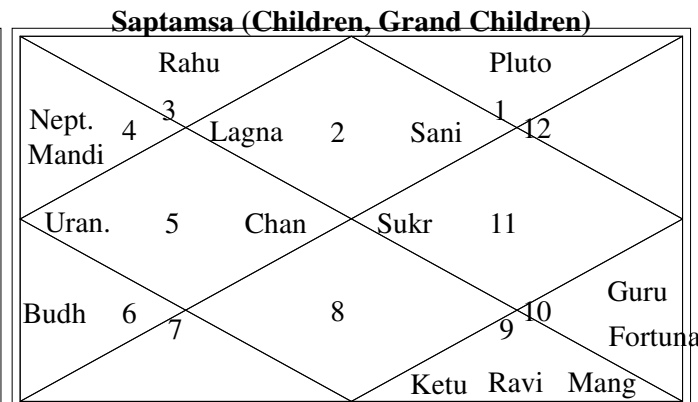 Saptamsa (Children, Grand Children)
Rahu Pluto
3 1
Nept. 4 Lagna 2 Sani 12
Mandi
Uran. 5 Chan Sukr 11
Guru
Budh 6 8 10
7 9 Fortuna
Ketu Ravi Mang